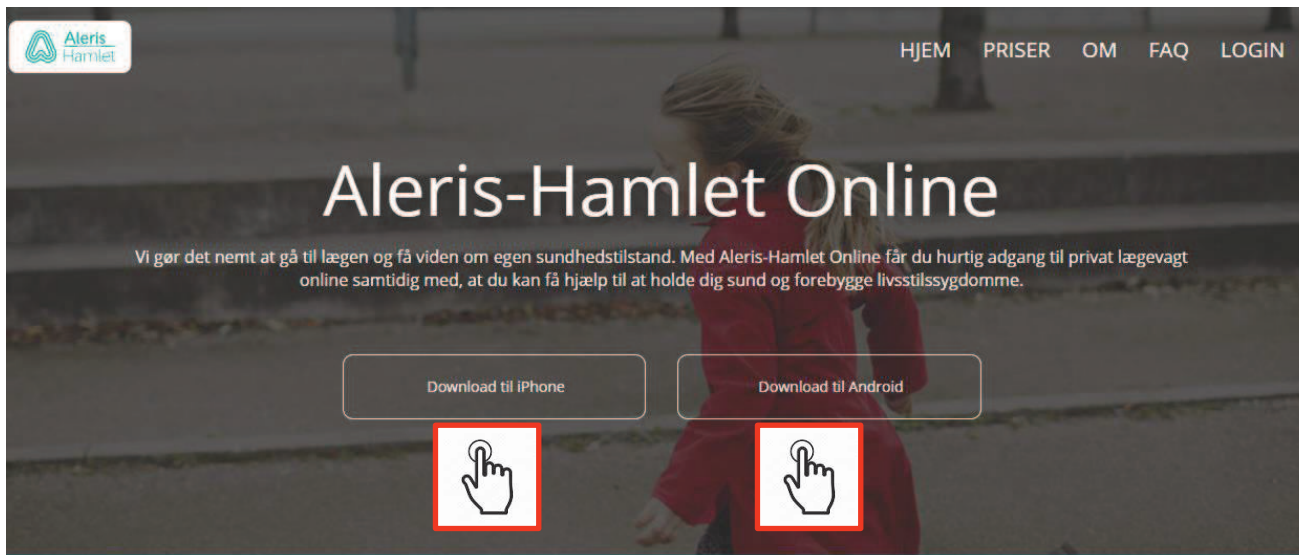 Aleris
Hamlet
HJEM PRISER OM FAQ LOGIN
Aleris-Hamlet Online
Vi gør det nemt at gå til lægen og få viden om egen sundhedstilstand. Med Aleris-Hamlet Online får du hurtig adgang til privat lægevagt
online samtidig med, at du kan få hjælp til at holde dig sund og forebygge livsstilssygdomme.
Download til iPhone
Download til Android